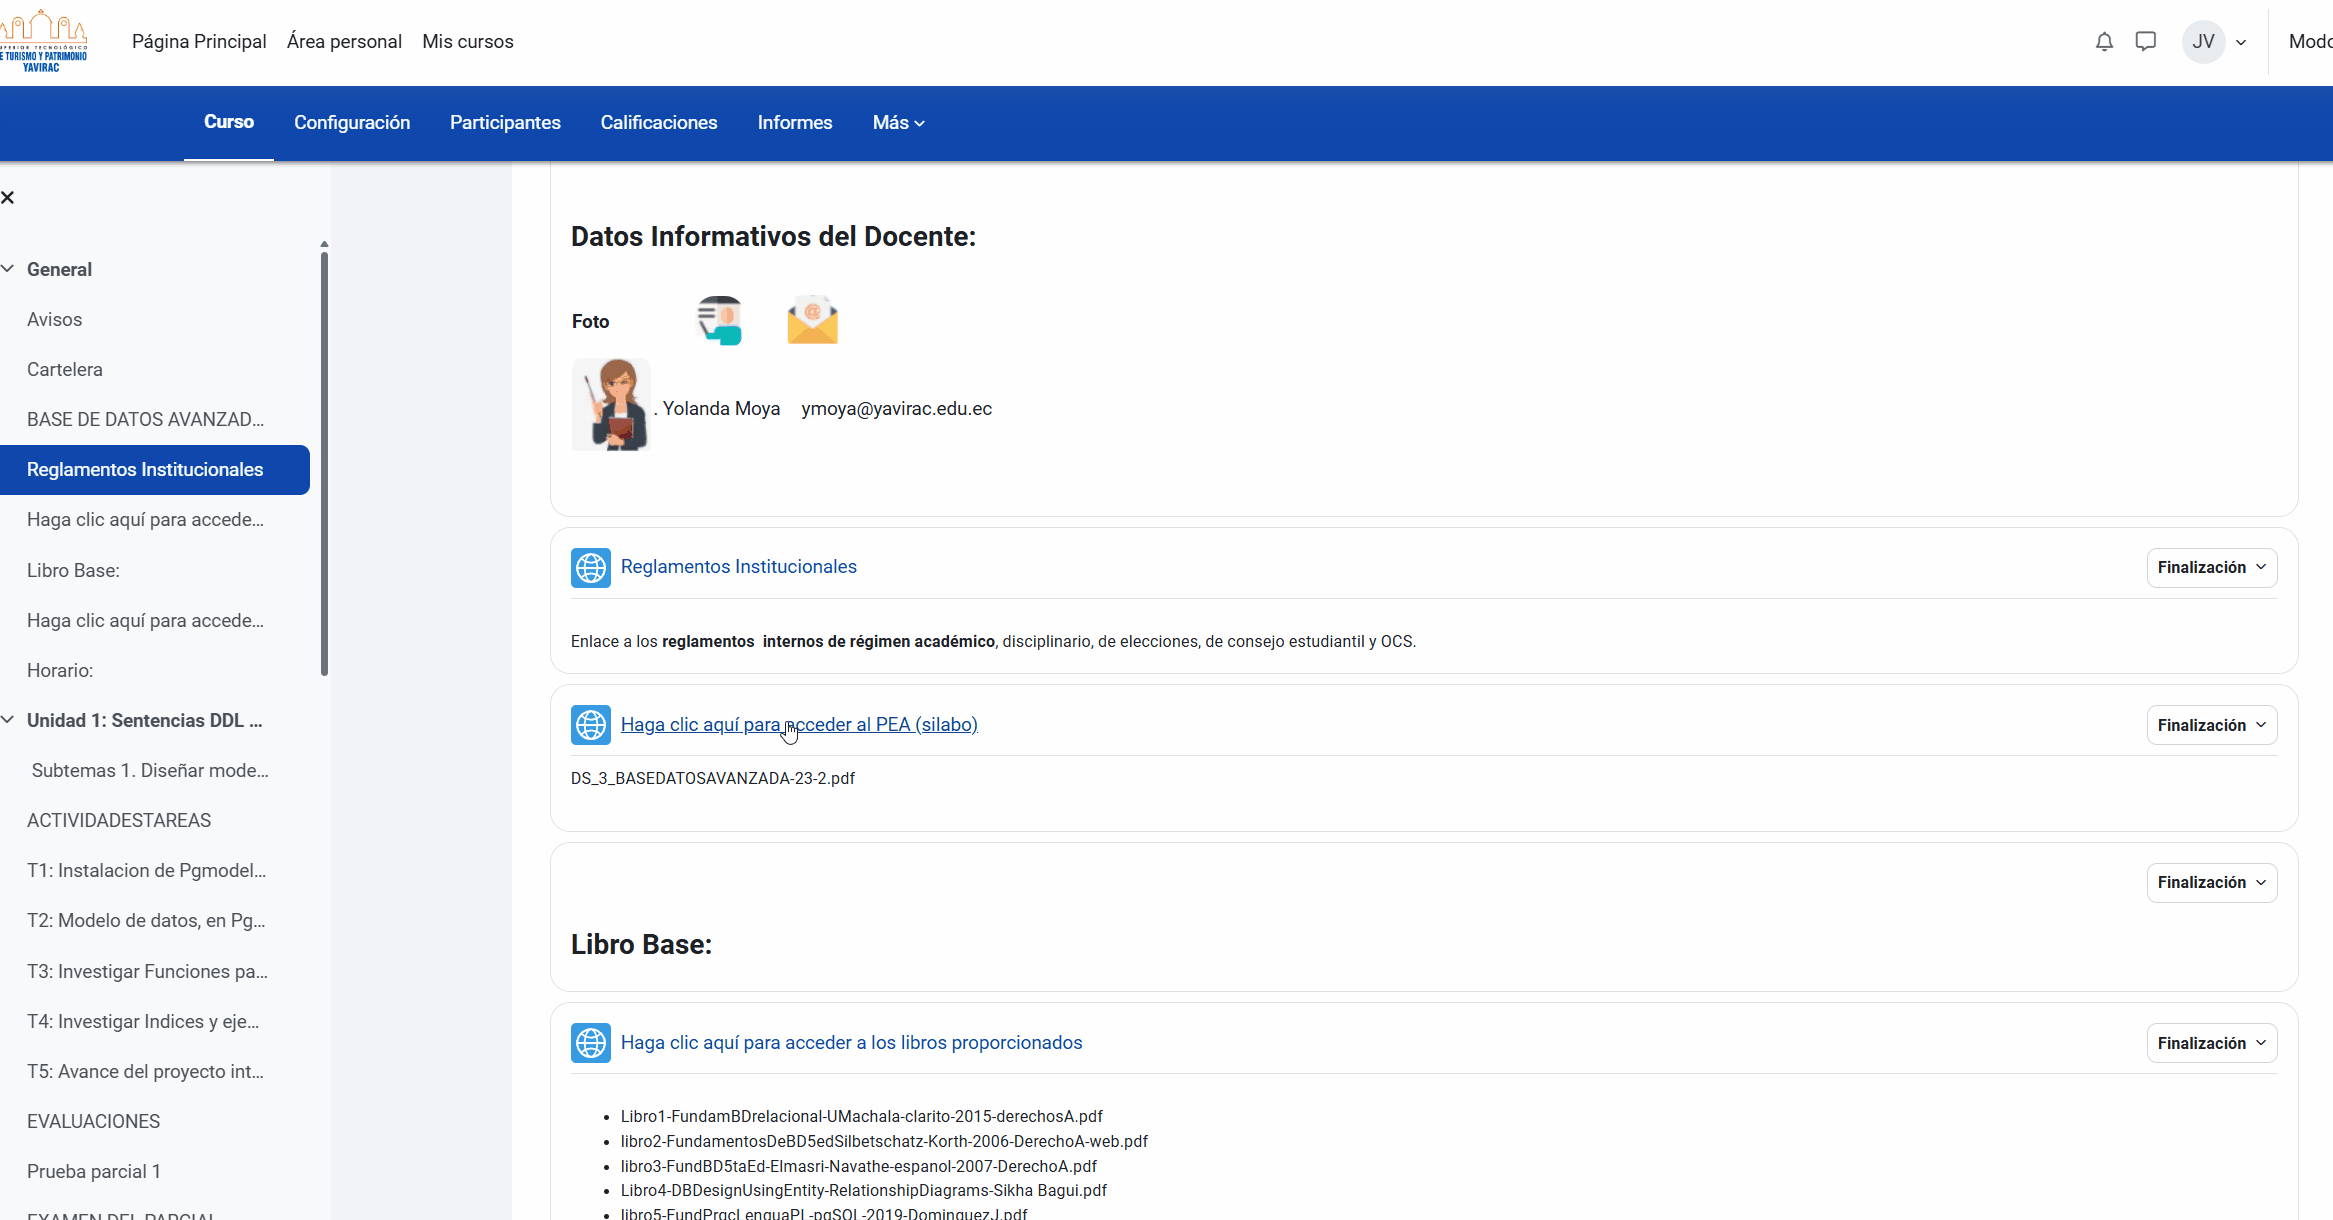 SUPERIOR TECNOLÓGICO
E TURISMO Y PATRIMONIO
YAVIRAC
Página Principal
Área personal
Mis cursos
JV
Modo
Curso
Configuración
Participantes
Calificaciones
Informes
Más
General
Avisos
Cartelera
BASE DE DATOS AVANZAD...
Reglamentos Institucionales
Haga clic aquí para accede...
Libro Base:
Haga clic aquí para accede...
Horario:
Unidad 1: Sentencias DDL ...
Subtemas 1. Diseñar mode...
ACTIVIDADESTAREAS
T1: Instalacion de Pgmodel...
T2: Modelo de datos, en Pg...
T3: Investigar Funciones pa...
T4: Investigar Indices y eje...
T5: Avance del proyecto int...
EVALUACIONES
Prueba parcial 1
EXAMEN DEL PARCIAL
Datos Informativos del Docente:
Foto
. Yolanda Moya ymoya@yavirac.edu.ec
Reglamentos Institucionales
Finalización
Enlace a los reglamentos internos de régimen académico, disciplinario, de elecciones, de consejo estudiantil y OCS.
Haga clic aquí para acceder al PEA (silabo)
Finalización
DS_3_BASEDATOSAVANZADA-23-2.pdf
Finalización
Libro Base:
Haga clic aquí para acceder a los libros proporcionados
Finalización
Libro1-FundamBDrelacional-UMachala-clarito-2015-derechosA.pdf
libro2-FundamentosDeBD5edSilbetschatz-Korth-2006-DerechoA-web.pdf
libro3-FundBD5taEd-Elmasri-Navathe-espanol-2007-DerechoA.pdf
Libro4-DBDesignUsingEntity-RelationshipDiagrams-Sikha Bagui.pdf
libro5-FundPrgcLenguaPL-pgSQL-2019-DominguezJ.pdf